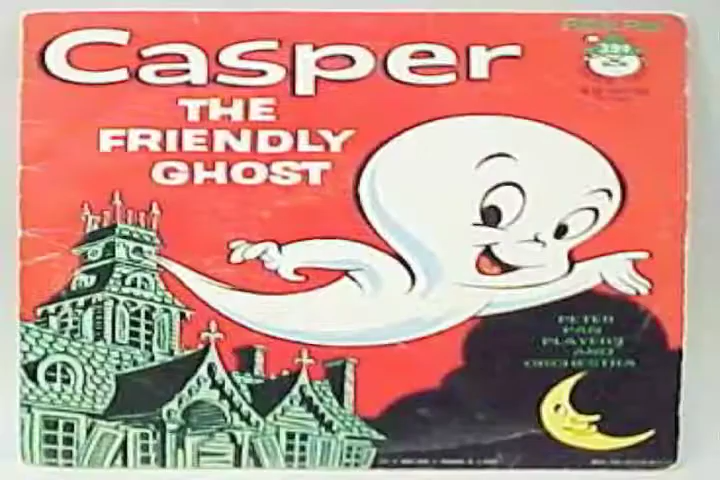 Casper
THE
FRIENDLY
GHOST
PETER
PAN
PLAYERS
AND
ORCHESTRA